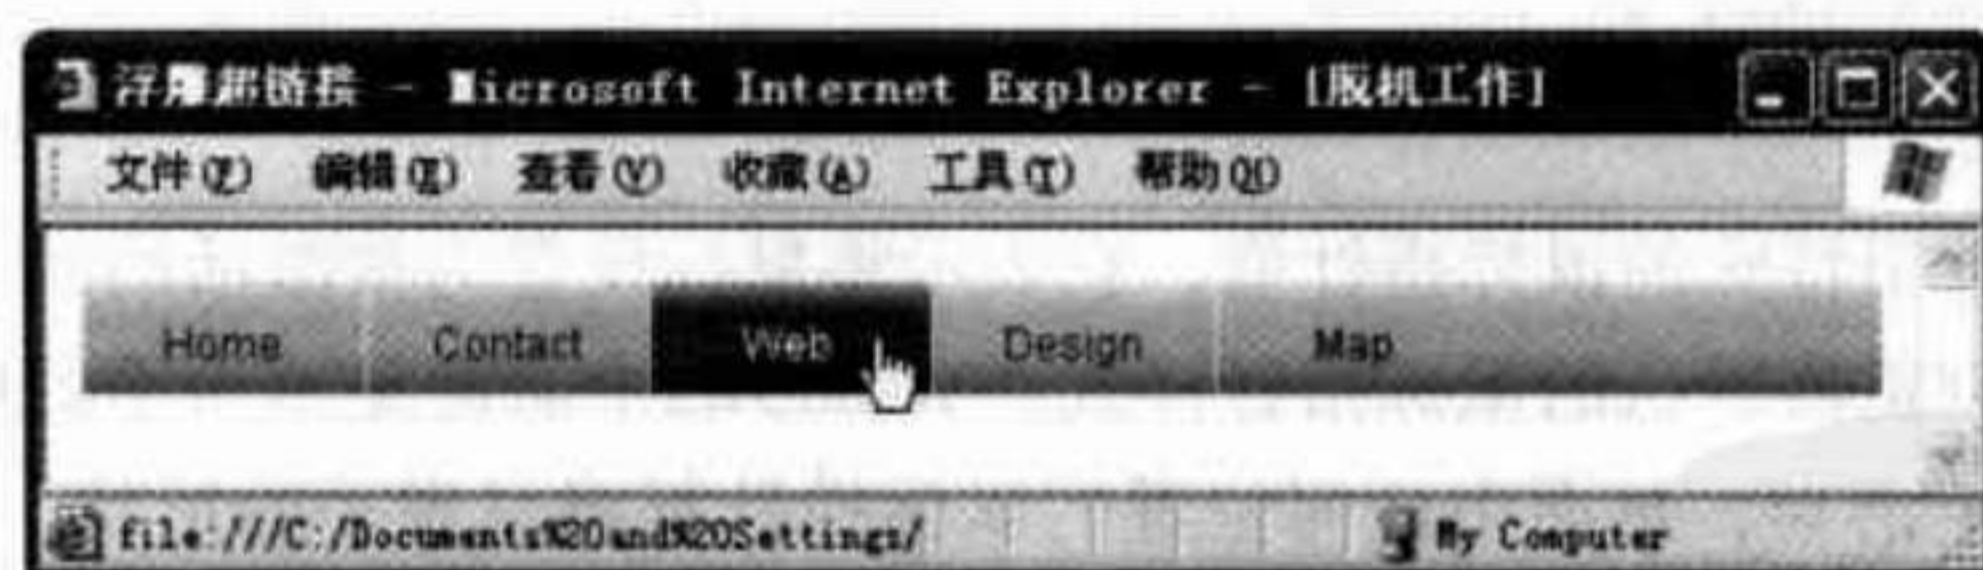 浮雕超链接 - Microsoft Internet Explorer - [脱机工作]
文件(F) 编辑(E) 查看(V) 收藏(A) 工具(T) 帮助(H)
Home Contact Web Design Map
file:///C:/Documents%20and%20Settings/ My Computer